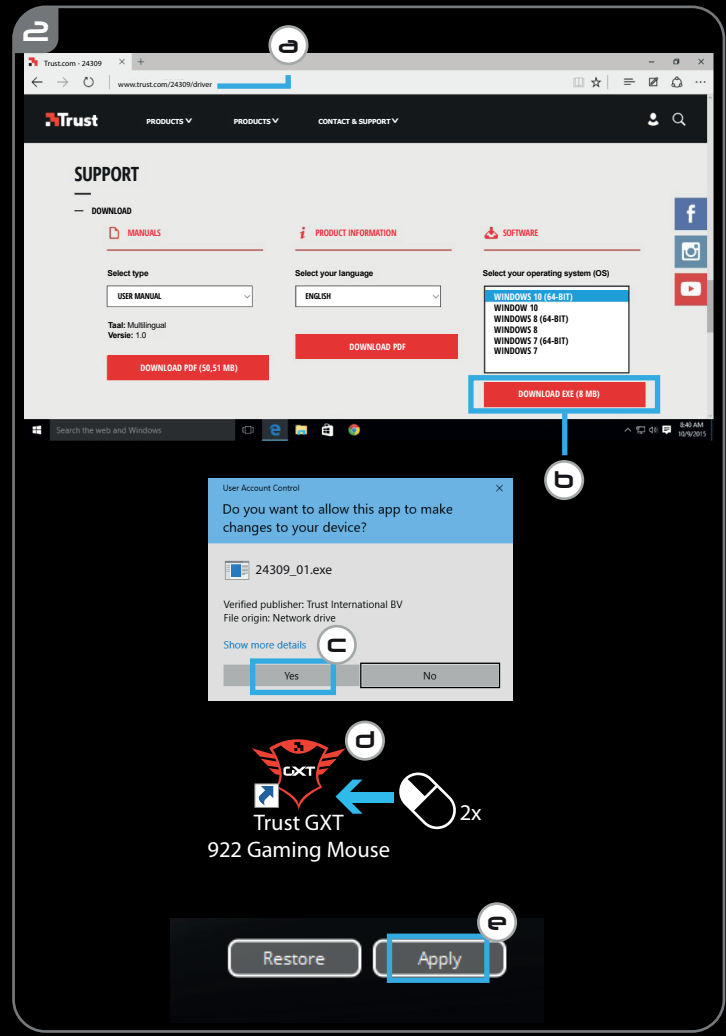 2
a
Trust.com - 24309
www.trust.com/24309/driver
Trust PRODUCTS PRODUCTS CONTACT & SUPPORT
SUPPORT
DOWNLOAD
MANUALS
Select type
USER MANUAL
Taal: Multilingual
Versie: 1.0
DOWNLOAD PDF (50,51 MB)
PRODUCT INFORMATION
Select your language
ENGLISH
DOWNLOAD PDF
SOFTWARE
Select your operating system (OS)
WINDOWS 10 (64-BIT)
WINDOW 10
WINDOWS 8 (64-BIT)
WINDOWS 8
WINDOWS 7 (64-BIT)
WINDOWS 7
DOWNLOAD EXE (8 MB)
f
Search the web and Windows
8:40 AM
10/9/2015
b
User Account Control
Do you want to allow this app to make
changes to your device?
24309_01.exe
Verified publisher: Trust International BV
File origin: Network drive
Show more details
c
Yes No
d
GXT
2x
Trust GXT
922 Gaming Mouse
e
Restore Apply